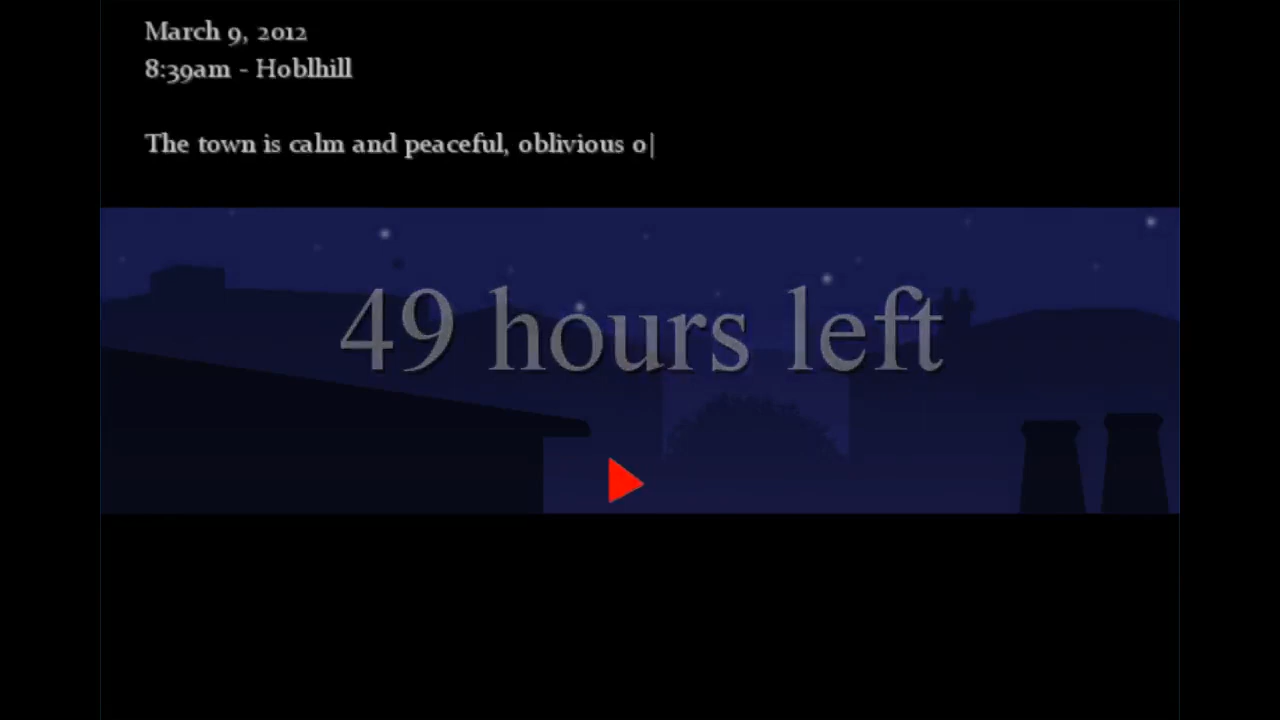 March 9, 2012
8:39am - Hoblhill
The town is calm and peaceful, oblivious o|
49 hours left